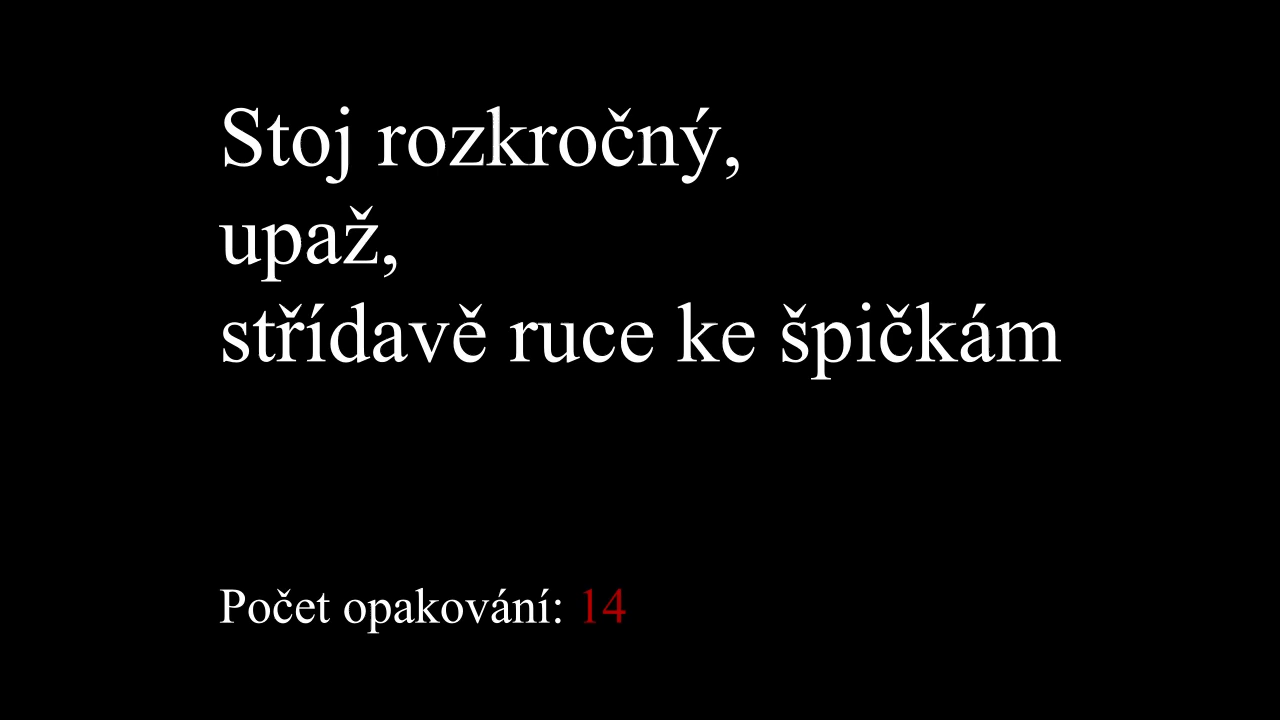 Stoj rozkročný,
upaž,
střídavě ruce ke špičkám
Počet opakování: 14